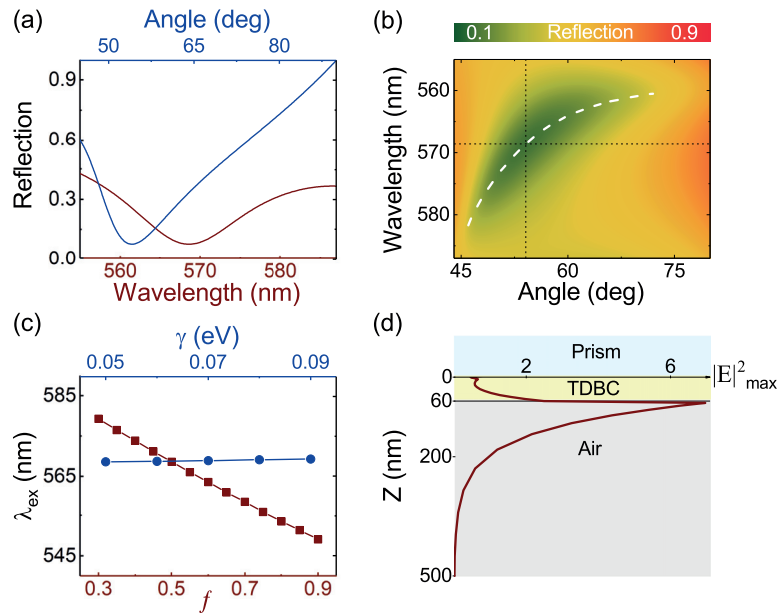 (a)
Angle (deg)
50 65 80
0.9
0.6
0.3
0.0
Reflection
560 570 580
Wavelength (nm)
(b)
0.1 Reflection 0.9
560
570
580
Wavelength (nm)
45 60 75
Angle (deg)
(c)
γ (eV)
0.05 0.07 0.09
585
565
545
λex (nm)
0.3 0.5 0.7 0.9
f
(d)
Prism
0 2 6 |E|²max
TDBC
60
Air
200
500
Z (nm)